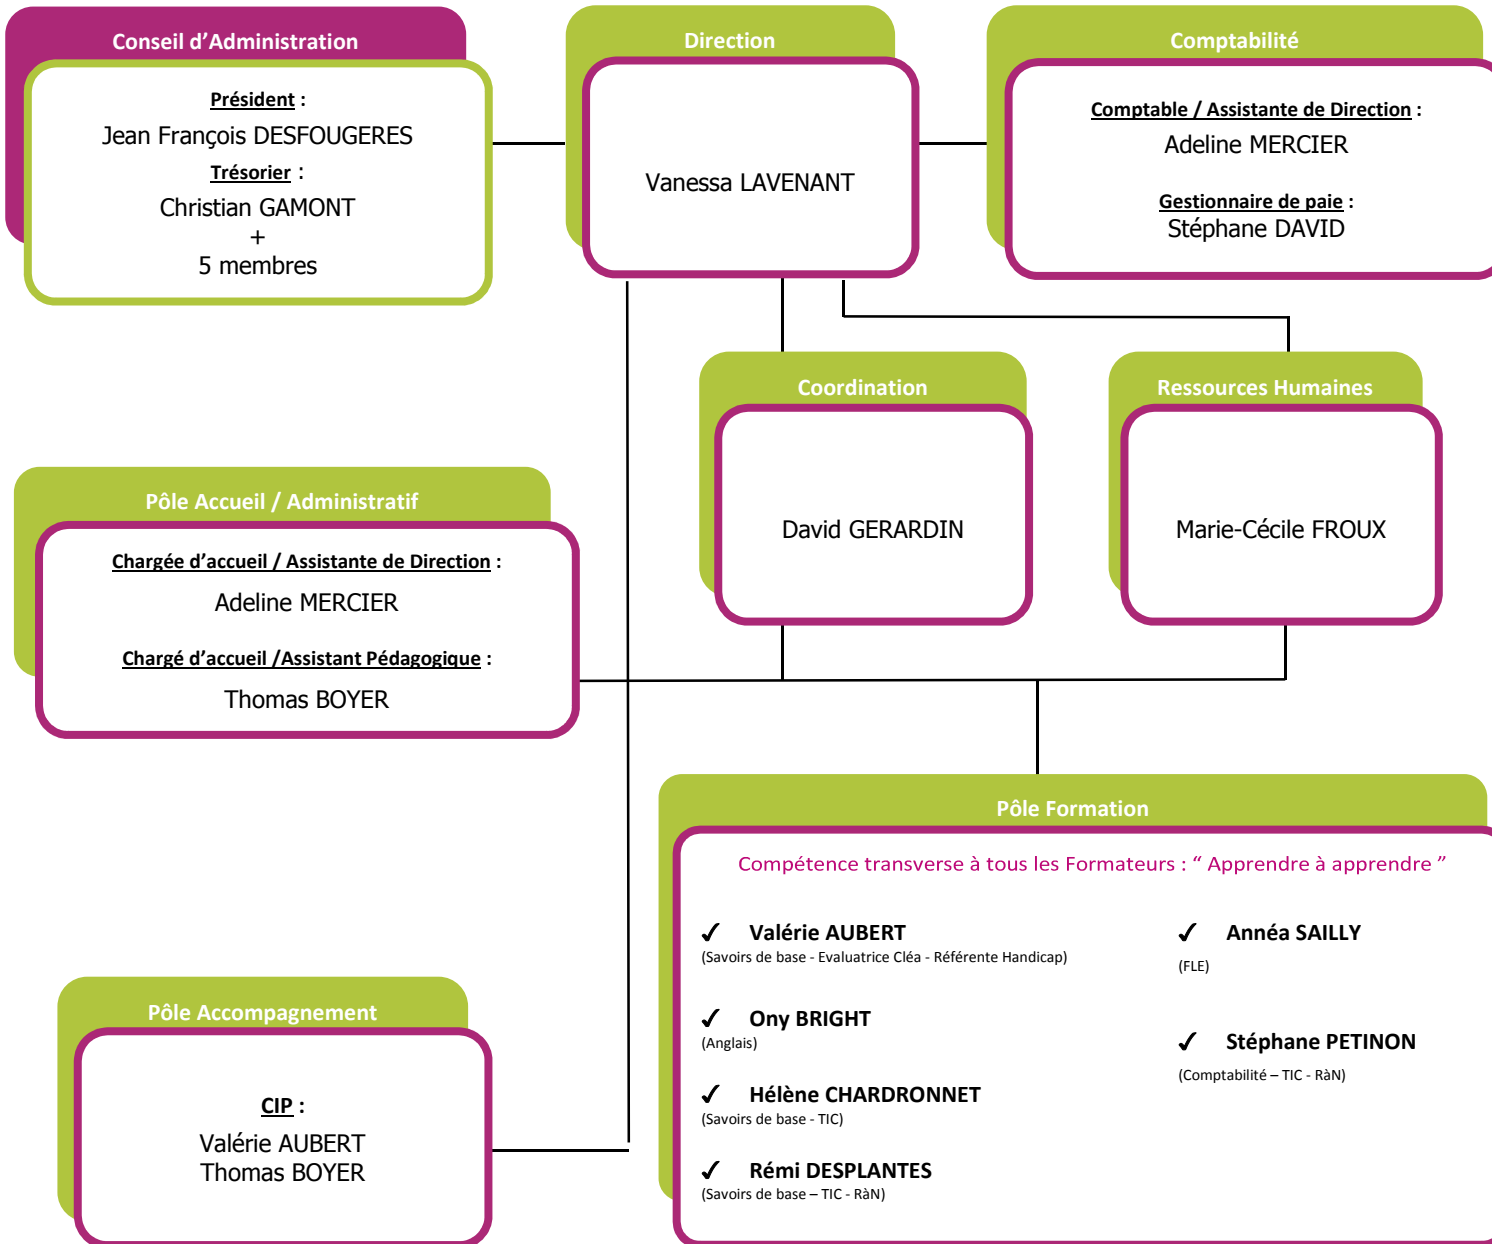 Conseil d’Administration
Président :
Jean François DESFOUGERES
Trésorier :
Christian GAMONT
+
5 membres
Direction
Vanessa LAVENANT
Comptabilité
Comptable / Assistante de Direction :
Adeline MERCIER
Gestionnaire de paie :
Stéphane DAVID
Coordination
David GERARDIN
Ressources Humaines
Marie-Cécile FROUX
Pôle Accueil / Administratif
Chargée d’accueil / Assistante de Direction :
Adeline MERCIER
Chargé d’accueil /Assistant Pédagogique :
Thomas BOYER
Pôle Formation
Compétence transverse à tous les Formateurs : “ Apprendre à apprendre ”
✓ Valérie AUBERT
(Savoirs de base - Evaluatrice Cléa - Référente Handicap)
✓ Ony BRIGHT
(Anglais)
✓ Hélène CHARDRONNET
(Savoirs de base - TIC)
✓ Rémi DESPLANTES
(Savoirs de base – TIC - RàN)
✓ Annéa SAILLY
(FLE)
✓ Stéphane PETINON
(Comptabilité – TIC - RàN)
Pôle Accompagnement
CIP :
Valérie AUBERT
Thomas BOYER